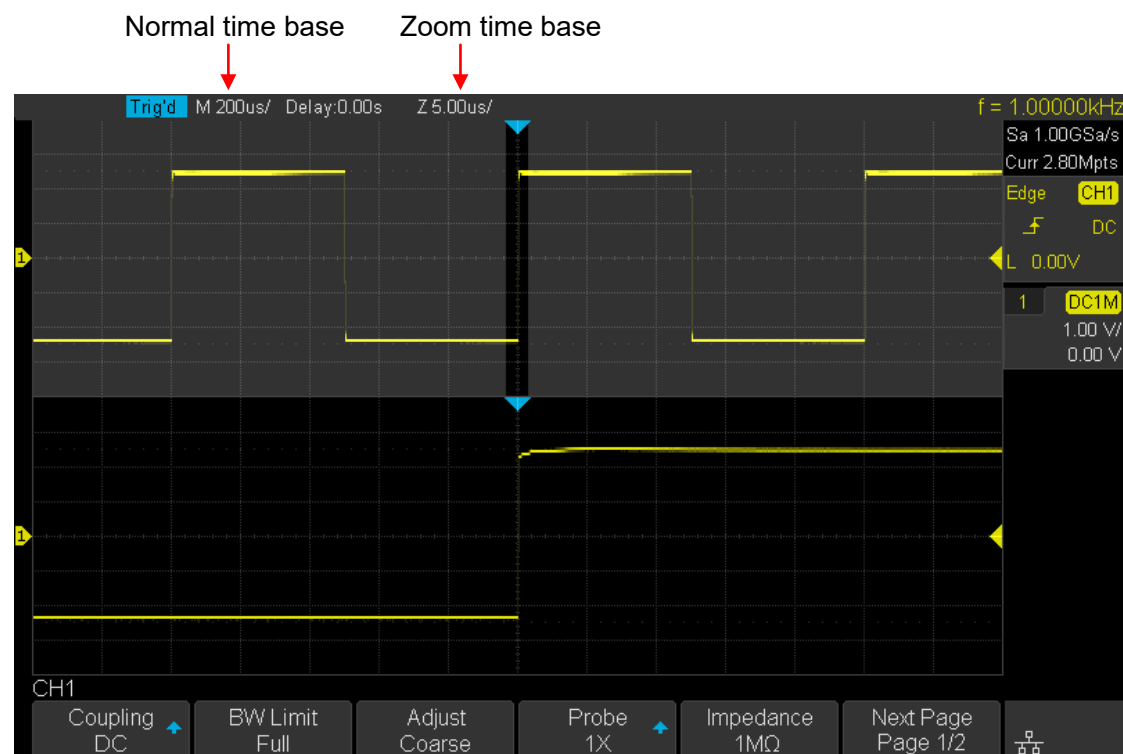 Normal time base Zoom time base
Trig'd M 200us/ Delay:0.00s Z 5.00us/ f = 1.00000kHz
Sa 1.00GSa/s
Curr 2.80Mpts
Edge CH1
DC
1 L 0.00V
1 DC1M
1.00 V/
0.00 V
1
CH1
Coupling BW Limit Adjust Probe Impedance Next Page
DC Full Coarse 1X 1MΩ Page 1/2